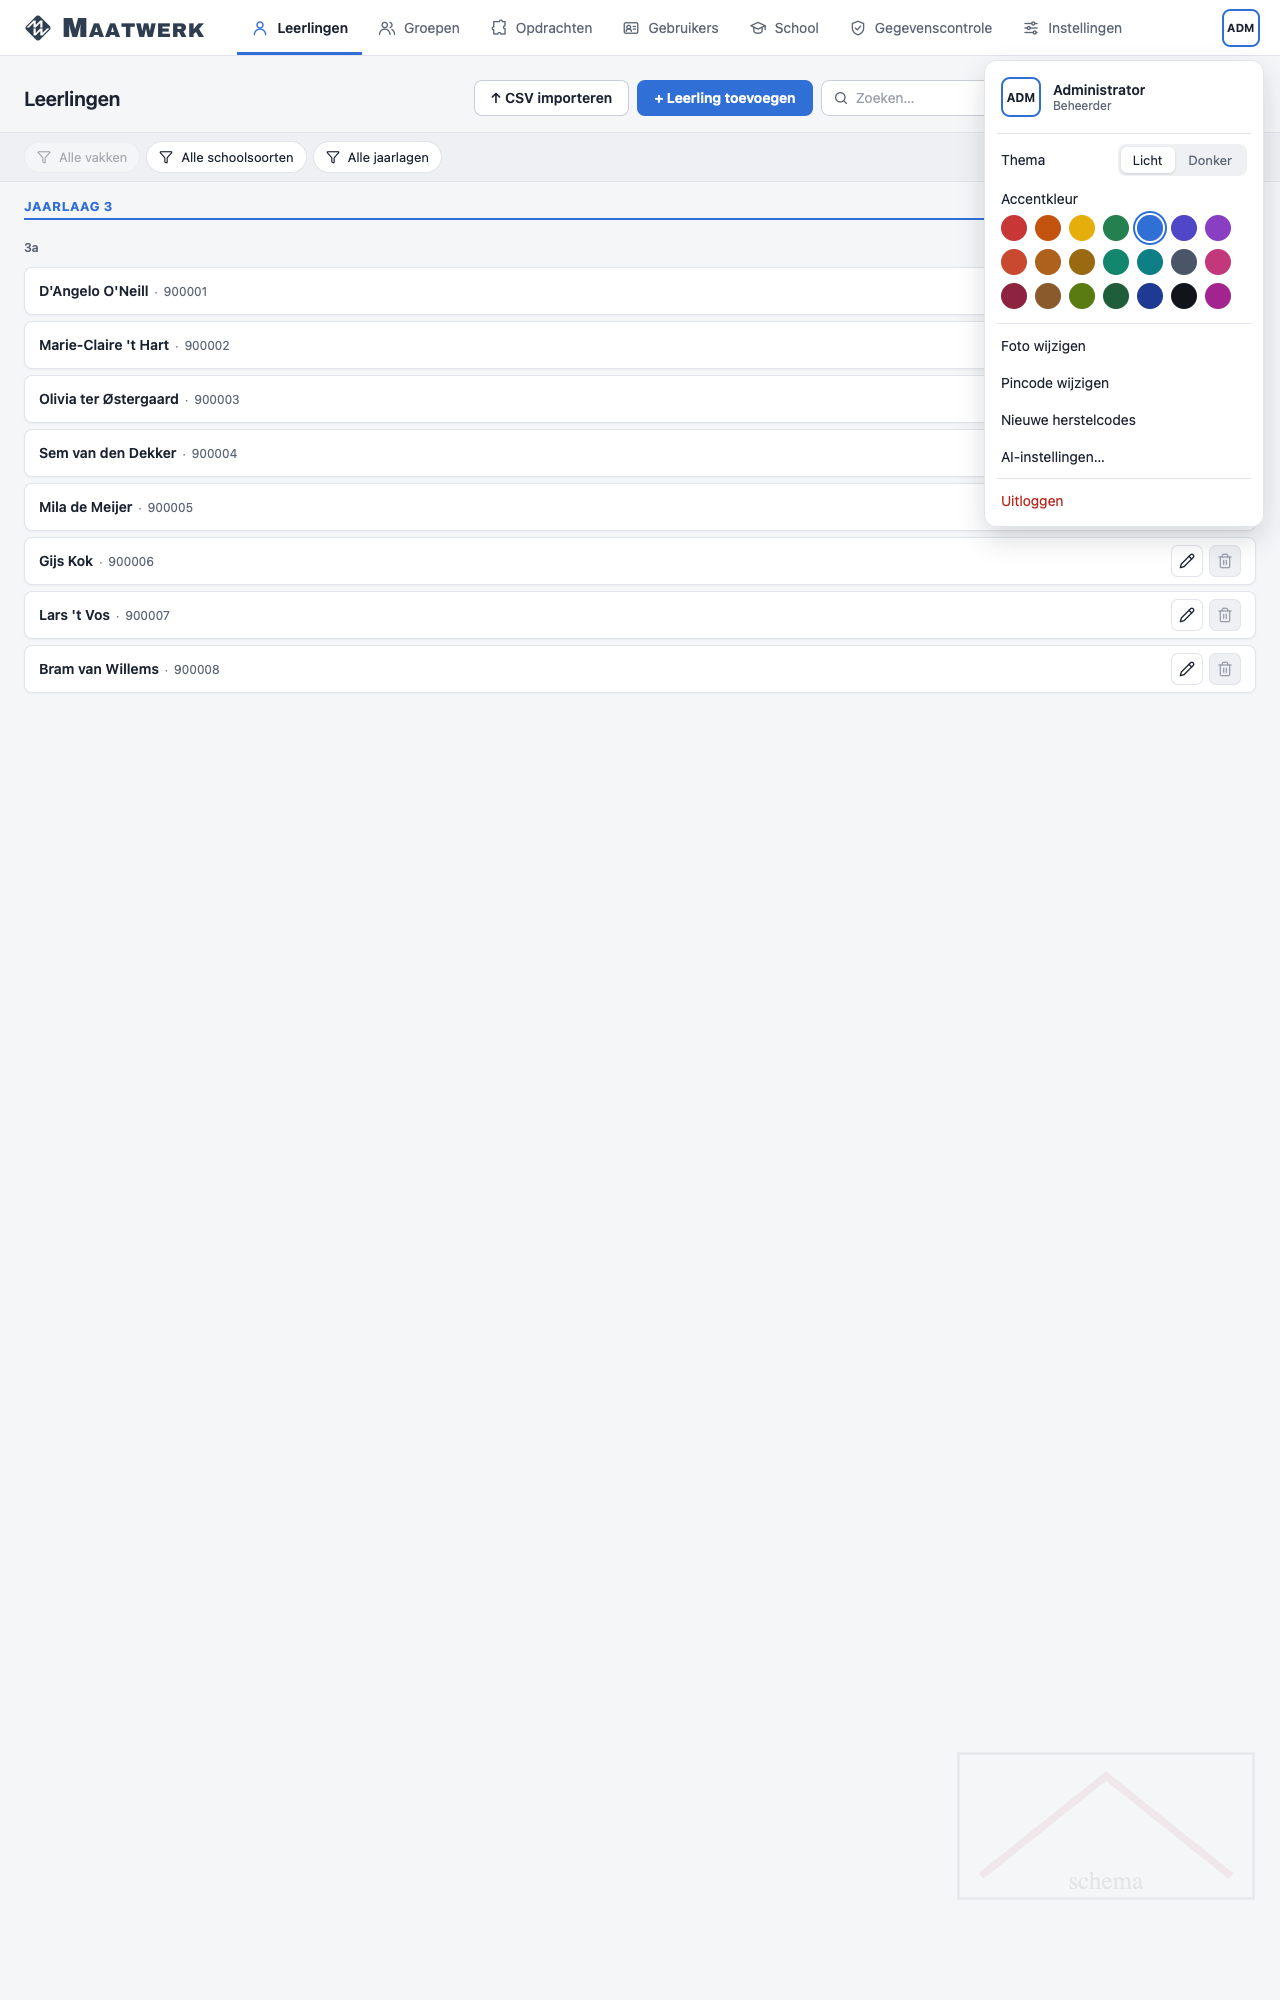 MAATWERK
Leerlingen
Groepen
Opdrachten
Gebruikers
School
Gegevenscontrole
Instellingen
ADM
Leerlingen
↑ CSV importeren
+ Leerling toevoegen
Zoeken...
ADM
Administrator
Beheerder
Thema
Licht
Donker
Accentkleur
Foto wijzigen
Pincode wijzigen
Nieuwe herstelcodes
AI-instellingen...
Uitloggen
Alle vakken
Alle schoolsoorten
Alle jaarlagen
JAARLAAG 3
3a
D'Angelo O'Neill · 900001
Marie-Claire 't Hart · 900002
Olivia ter Østergaard · 900003
Sem van den Dekker · 900004
Mila de Meijer · 900005
Gijs Kok · 900006
Lars 't Vos · 900007
Bram van Willems · 900008
schema